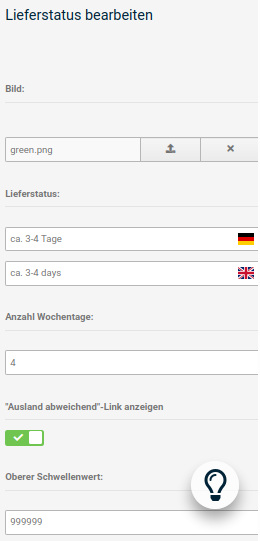 Lieferstatus bearbeiten
Bild:
green.png
Lieferstatus:
ca. 3-4 Tage
ca. 3-4 days
Anzahl Wochentage:
4
"Ausland abweichend"-Link anzeigen
Oberer Schwellenwert:
999999